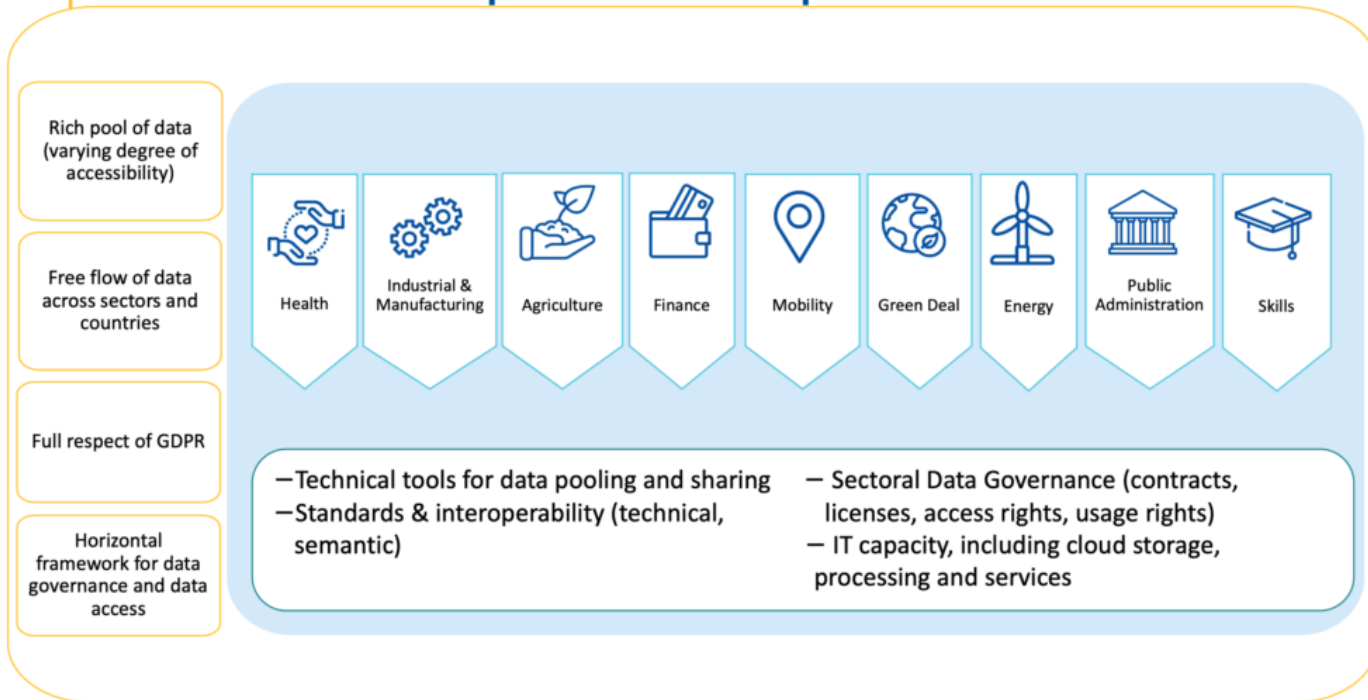 Rich pool of data
(varying degree of
accessibility)
Free flow of data
across sectors and
countries
Full respect of GDPR
Horizontal
framework for data
governance and data
access
Health
Industrial &
Manufacturing
Agriculture
Finance
Mobility
Green Deal
Energy
Public
Administration
Skills
—Technical tools for data pooling and sharing
—Standards & interoperability (technical,
semantic)
— Sectoral Data Governance (contracts,
licenses, access rights, usage rights)
— IT capacity, including cloud storage,
processing and services